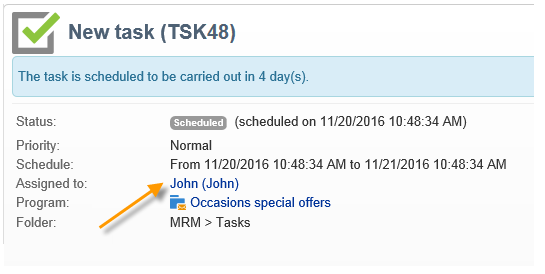 New task (TSK48)
The task is scheduled to be carried out in 4 day(s).
Status: Scheduled (scheduled on 11/20/2016 10:48:34 AM)
Priority: Normal
Schedule: From 11/20/2016 10:48:34 AM to 11/21/2016 10:48:34 AM
Assigned to: John (John)
Program: Occasions special offers
Folder: MRM > Tasks